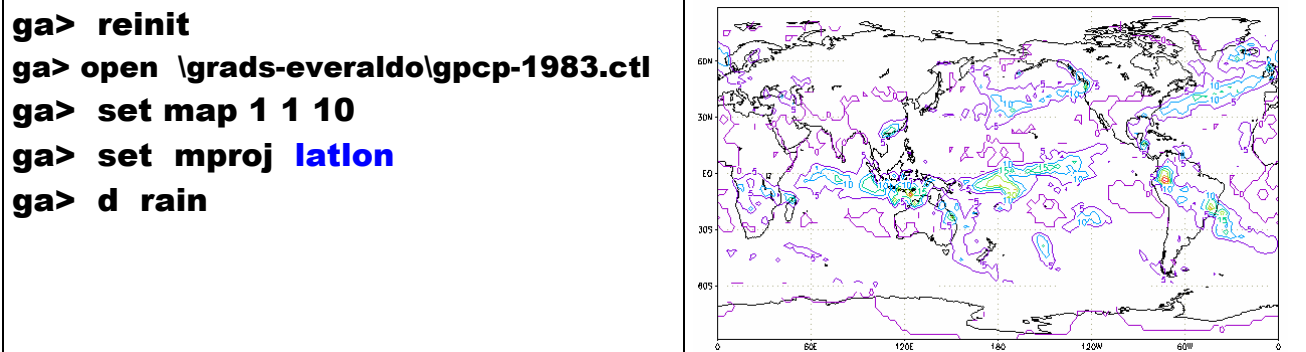 ga> reinit
ga> open \grads-everaldo\gpcp-1983.ctl
ga> set map 1 1 10
ga> set mproj latlon
ga> d rain
60N
30N
EQ
30S
60S
0 60E 120E 180 120W 60W 0